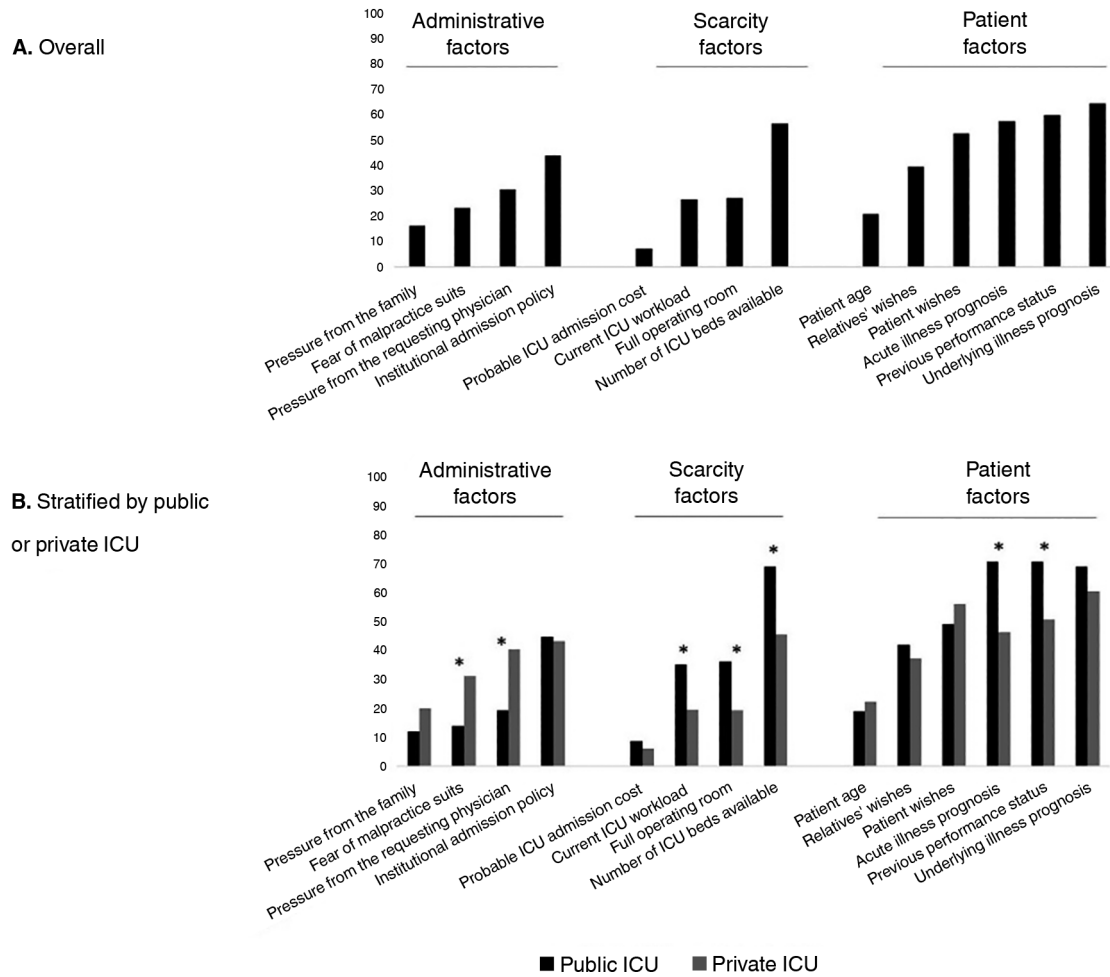 A. Overall
Administrative
factors
Scarcity
factors
Patient
factors
100
90
80
70
60
50
40
30
20
10
0
Pressure from the family
Fear of malpractice suits
Pressure from the requesting physician
Institutional admission policy
Probable ICU admission cost
Current ICU workload
Full operating room
Number of ICU beds available
Patient age
Relatives' wishes
Patient wishes
Acute illness prognosis
Previous performance status
Underlying illness prognosis
B. Stratified by public
or private ICU
Administrative
factors
Scarcity
factors
Patient
factors
100
90
80
70
60
50
40
30
20
10
0
*
*
*
*
*
*
*
Pressure from the family
Fear of malpractice suits
Pressure from the requesting physician
Institutional admission policy
Probable ICU admission cost
Current ICU workload
Full operating room
Number of ICU beds available
Patient age
Relatives' wishes
Patient wishes
Acute illness prognosis
Previous performance status
Underlying illness prognosis
Public ICU
Private ICU